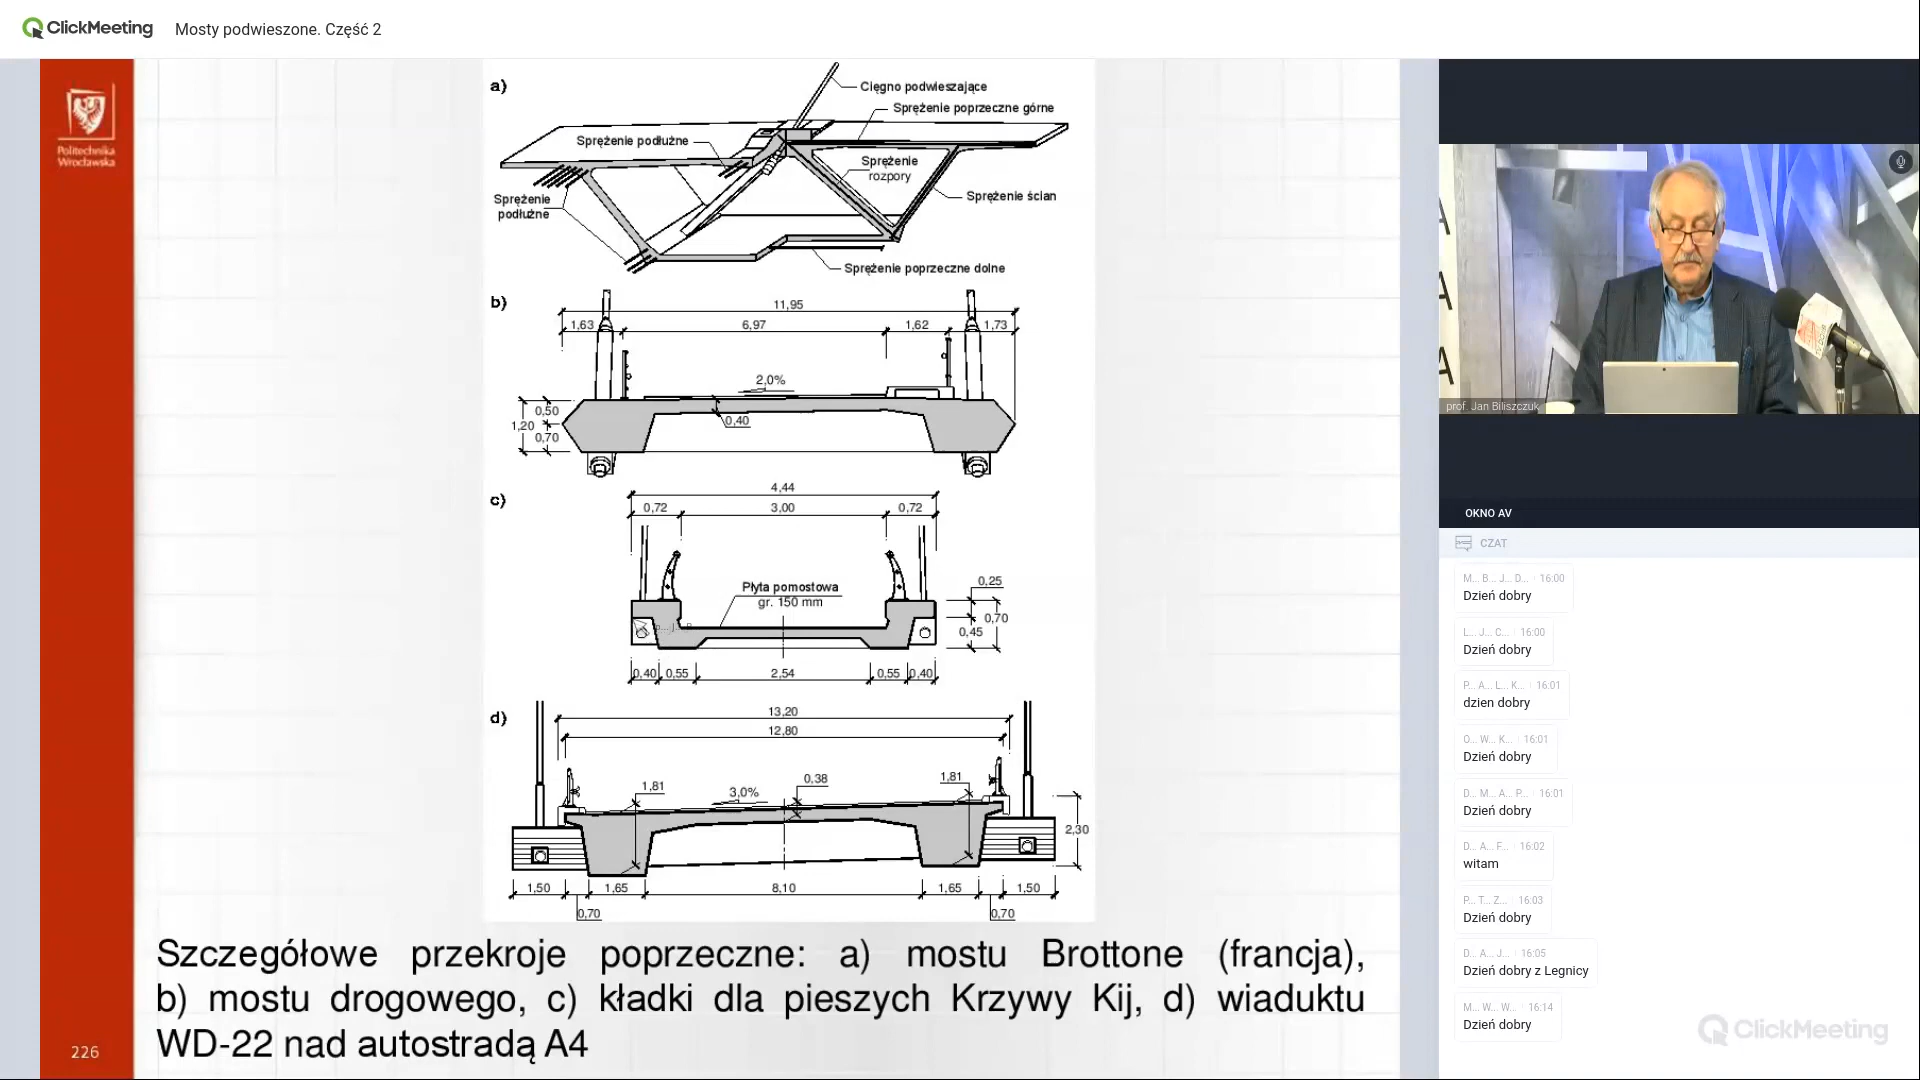 ClickMeeting
Mosty podwieszone. Część 2
Politechnika
Wrocławska
a)
Cięgno podwieszające
Sprężenie poprzeczne górne
Sprężenie podłużne
Sprężenie
rozpory
Sprężenie ścian
Sprężenie
podłużne
Sprężenie poprzeczne dolne
b)
11,95
1,63
6,97
1,62
1,73
2,0%
0,50
1,20
0,70
0,40
c)
4,44
0,72
3,00
0,72
Płyta pomostowa
gr. 150 mm
0,25
0,70
0,45
0,40
0,55
2,54
0,55
0,40
d)
13,20
12,80
1,81
3,0%
0,38
1,81
2,30
1,50
1,65
8,10
1,65
1,50
0,70
0,70
Szczegółowe przekroje poprzeczne: a) mostu Brottone (francja),
b) mostu drogowego, c) kładki dla pieszych Krzywy Kij, d) wiaduktu
WD-22 nad autostradą A4
226
prof. Jan Biliszczuk
OKNO AV
CZAT
M... B... J... D... 16:00
Dzień dobry
L... J... C... 16:00
Dzień dobry
P... A... L... K... 16:01
dzien dobry
O... W... K... 16:01
Dzień dobry
D... M... A... P... 16:01
Dzień dobry
D... A... F... 16:02
witam
P... T... Z... 16:03
Dzień dobry
D... A... J... 16:05
Dzień dobry z Legnicy
M... W... W... 16:14
Dzień dobry
ClickMeeting